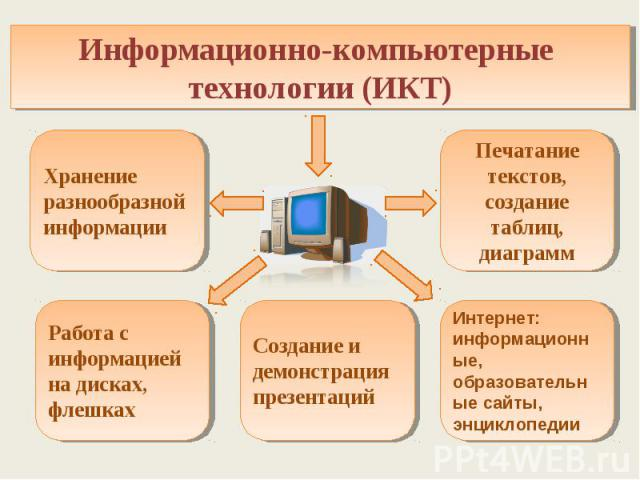 Информационно-компьютерные
технологии (ИКТ)
Хранение
разнообразной
информации
Печатание
текстов,
создание
таблиц,
диаграмм
Работа с
информацией
на дисках,
флешках
Создание и
демонстрация
презентаций
Интернет:
информационн
ые,
образовательн
ые сайты,
энциклопедии
PPt4WEB.ru